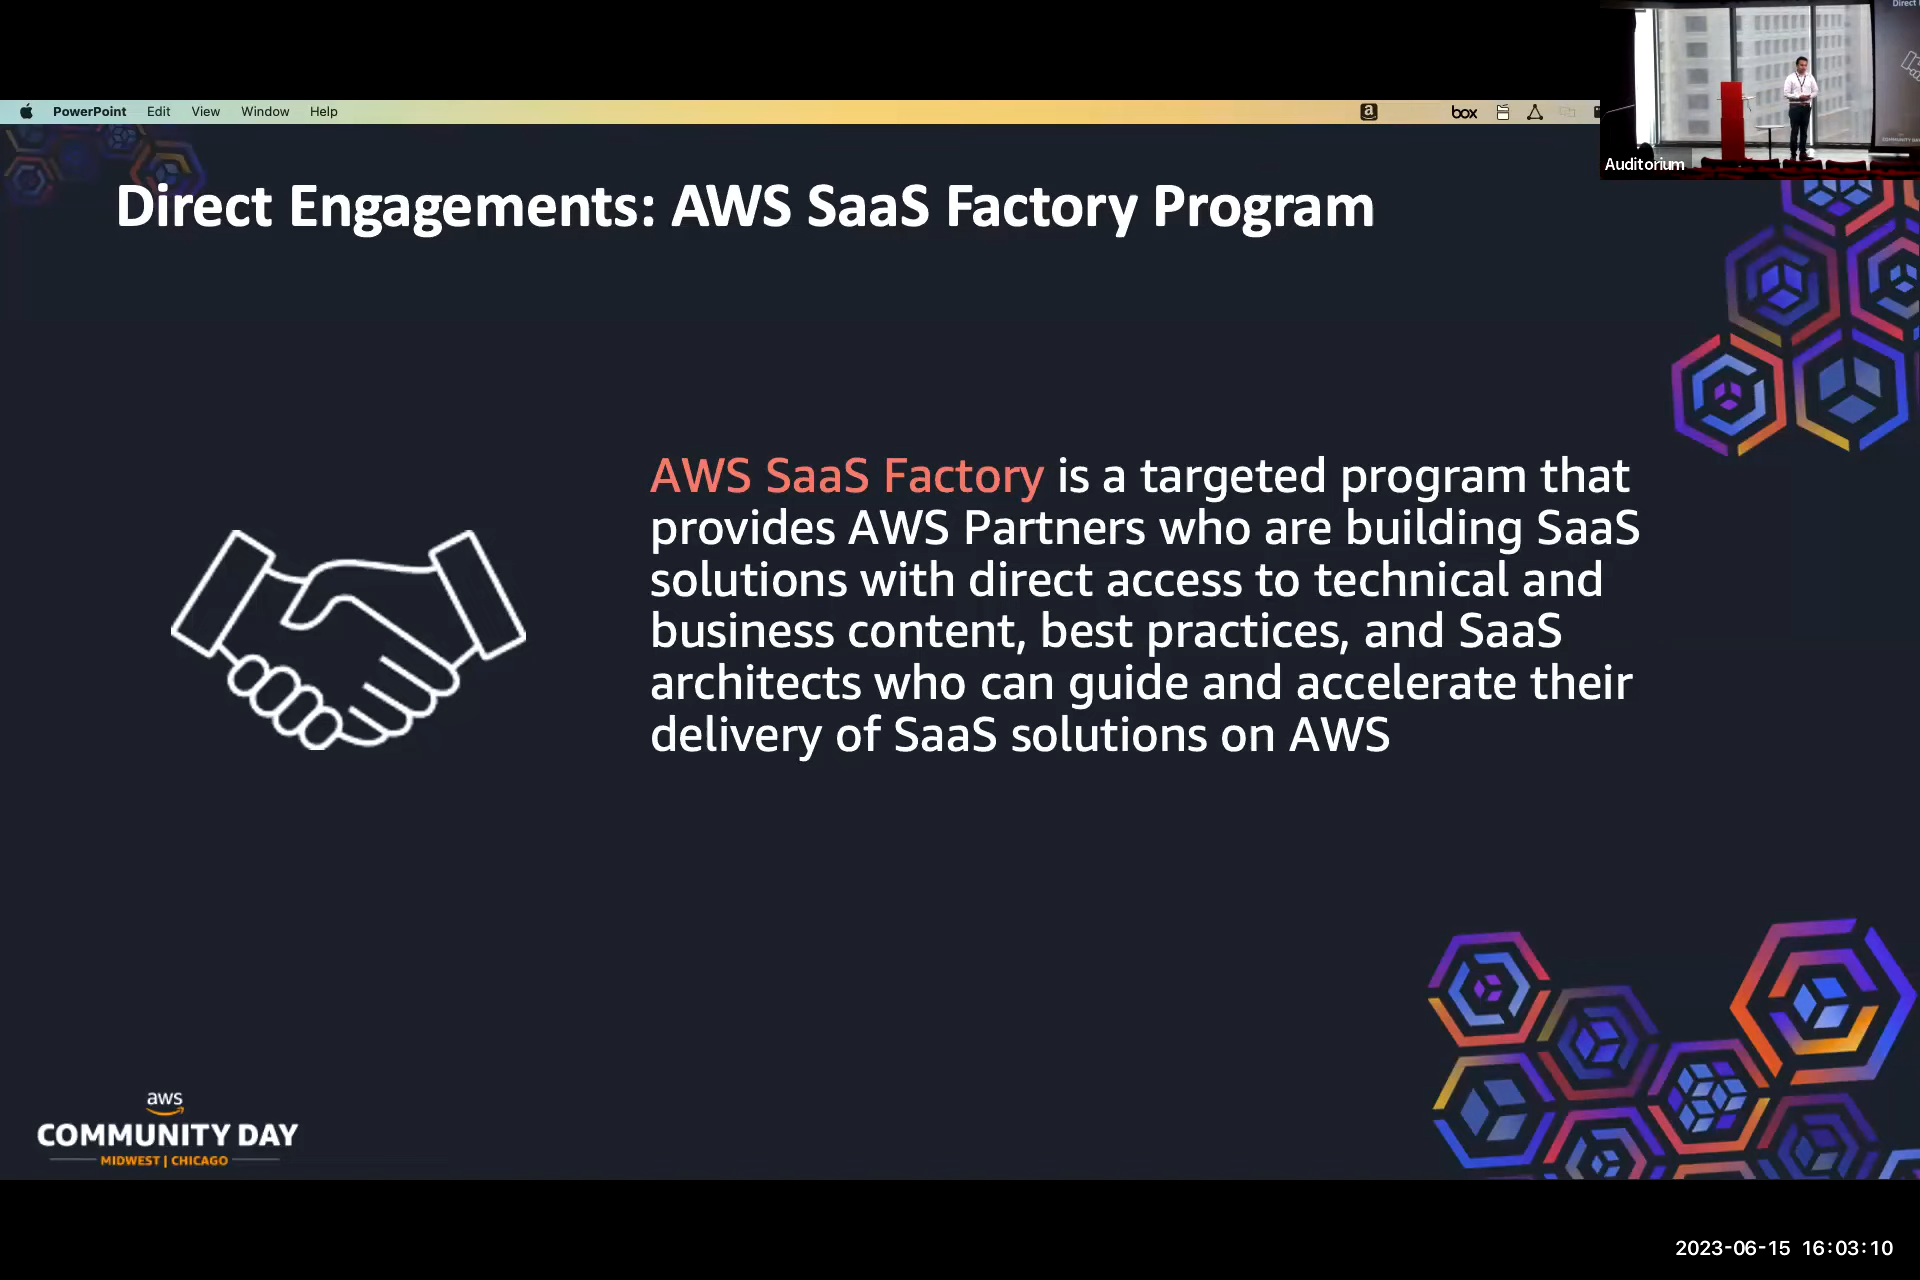 PowerPoint Edit View Window Help
a
box
Direct
Auditorium
Direct Engagements: AWS SaaS Factory Program
AWS SaaS Factory is a targeted program that
provides AWS Partners who are building SaaS
solutions with direct access to technical and
business content, best practices, and SaaS
architects who can guide and accelerate their
delivery of SaaS solutions on AWS
aws
COMMUNITY DAY
MIDWEST | CHICAGO
2023-06-15 16:03:10